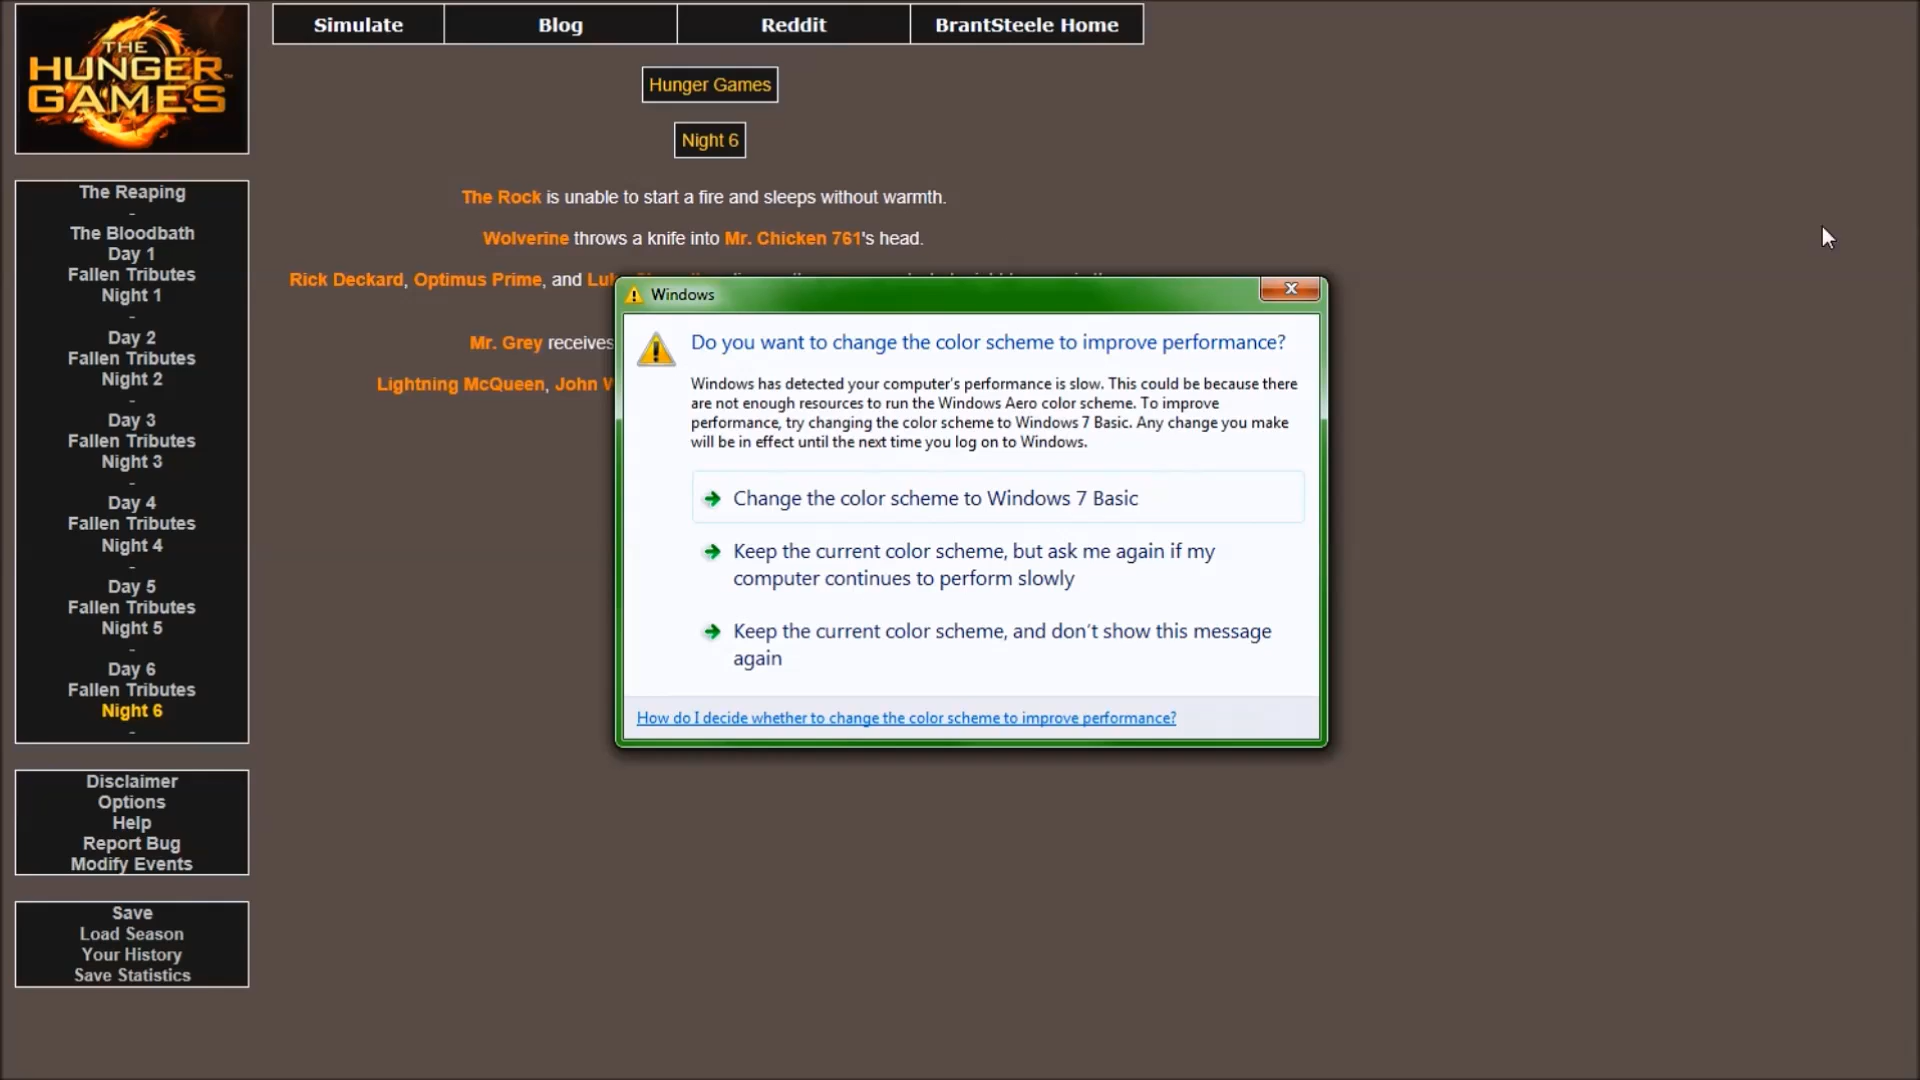 THE
HUNGER
GAMES
Simulate
Blog
Reddit
BrantSteele Home
Hunger Games
Night 6
The Reaping
-
The Bloodbath
Day 1
Fallen Tributes
Night 1
-
Day 2
Fallen Tributes
Night 2
-
Day 3
Fallen Tributes
Night 3
-
Day 4
Fallen Tributes
Night 4
-
Day 5
Fallen Tributes
Night 5
-
Day 6
Fallen Tributes
Night 6
-
Disclaimer
Options
Help
Report Bug
Modify Events
Save
Load Season
Your History
Save Statistics
The Rock is unable to start a fire and sleeps without warmth.
Wolverine throws a knife into Mr. Chicken 761's head.
Rick Deckard, Optimus Prime, and
Mr. Grey receives
Lightning McQueen, John
Windows
Do you want to change the color scheme to improve performance?
Windows has detected your computer's performance is slow. This could be because there
are not enough resources to run the Windows Aero color scheme. To improve
performance, try changing the color scheme to Windows 7 Basic. Any change you make
will be in effect until the next time you log on to Windows.
Change the color scheme to Windows 7 Basic
Keep the current color scheme, but ask me again if my
computer continues to perform slowly
Keep the current color scheme, and don't show this message
again
How do I decide whether to change the color scheme to improve performance?